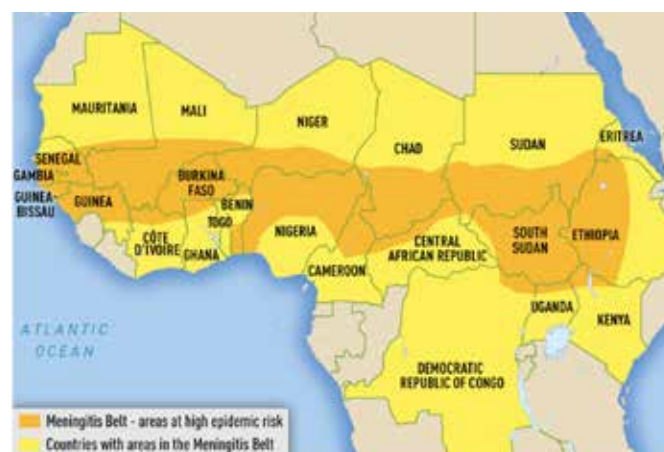 MAURITANIA
MALI
NIGER
CHAD
SUDAN
ERITREA
SENEGAL
GAMBIA
GUINEA-
BISSAU
GUINEA
BURKINA
FASO
BENIN
TOGO
CÔTE
D'IVOIRE
GHANA
NIGERIA
CAMEROON
CENTRAL
AFRICAN REPUBLIC
SOUTH
SUDAN
ETHIOPIA
UGANDA
KENYA
DEMOCRATIC
REPUBLIC OF CONGO
ATLANTIC
OCEAN
Meningitis Belt - areas at high epidemic risk
Countries with areas in the Meningitis Belt